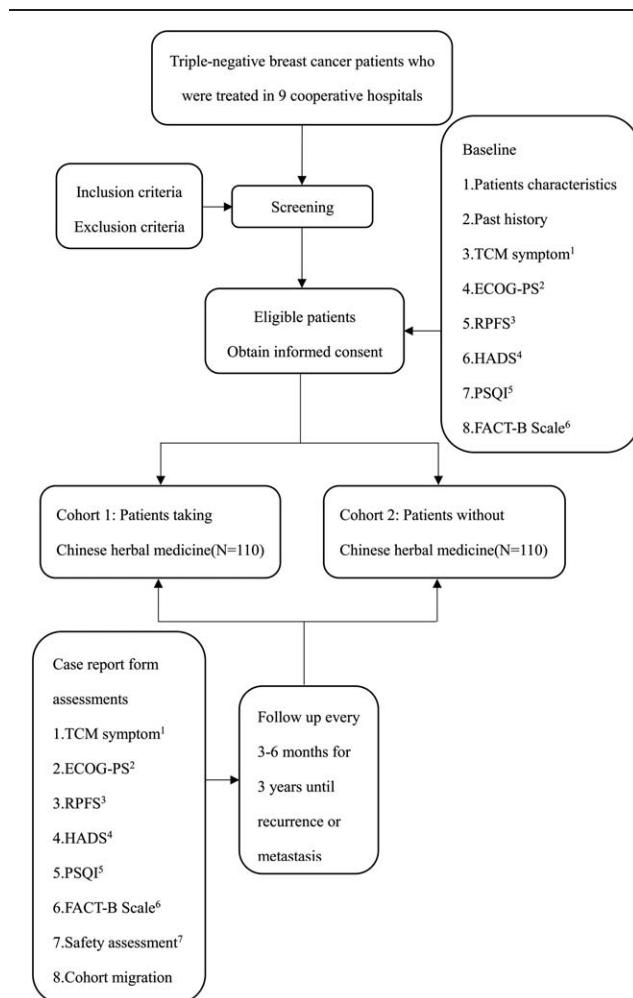 Triple-negative breast cancer patients who
were treated in 9 cooperative hospitals
Inclusion criteria
Exclusion criteria
Screening
Baseline
1.Patients characteristics
2.Past history
3.TCM symptom¹
4.ECOG-PS²
5.RPFS³
6.HADS⁴
7.PSQI⁵
8.FACT-B Scale⁶
Eligible patients
Obtain informed consent
Cohort 1: Patients taking
Chinese herbal medicine(N=110)
Cohort 2: Patients without
Chinese herbal medicine(N=110)
Case report form
assessments
1.TCM symptom¹
2.ECOG-PS²
3.RPFS³
4.HADS⁴
5.PSQI⁵
6.FACT-B Scale⁶
7.Safety assessment⁷
8.Cohort migration
Follow up every
3-6 months for
3 years until
recurrence or
metastasis